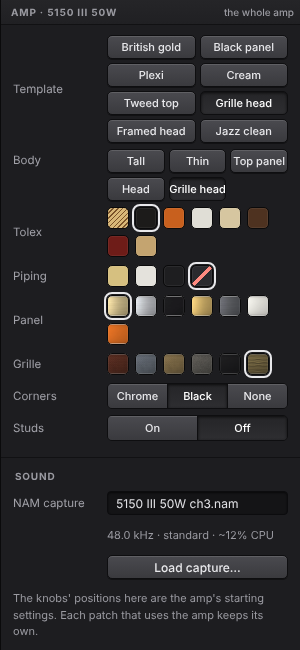 AMP · 5150 III 50W the whole amp
British gold Black panel
Template Plexi Cream
Tweed top Grille head
Framed head Jazz clean
Body Tall Thin Top panel
Head Grille head
Tolex
Piping
Panel
Grille
Corners Chrome Black None
Studs On Off
SOUND
NAM capture 5150 III 50W ch3.nam
48.0 kHz · standard · ~12% CPU
Load capture...
The knobs' positions here are the amp's starting
settings. Each patch that uses the amp keeps its
own.